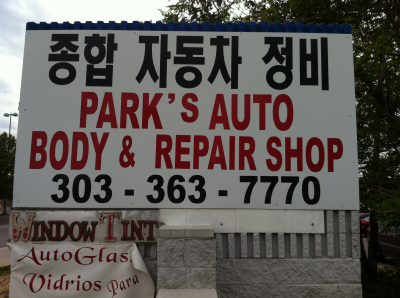 종합 자동차 정비
PARK'S AUTO
BODY & REPAIR SHOP
303 - 363 - 7770
WINDOW TINT
AutoGlass
Vidrios Para